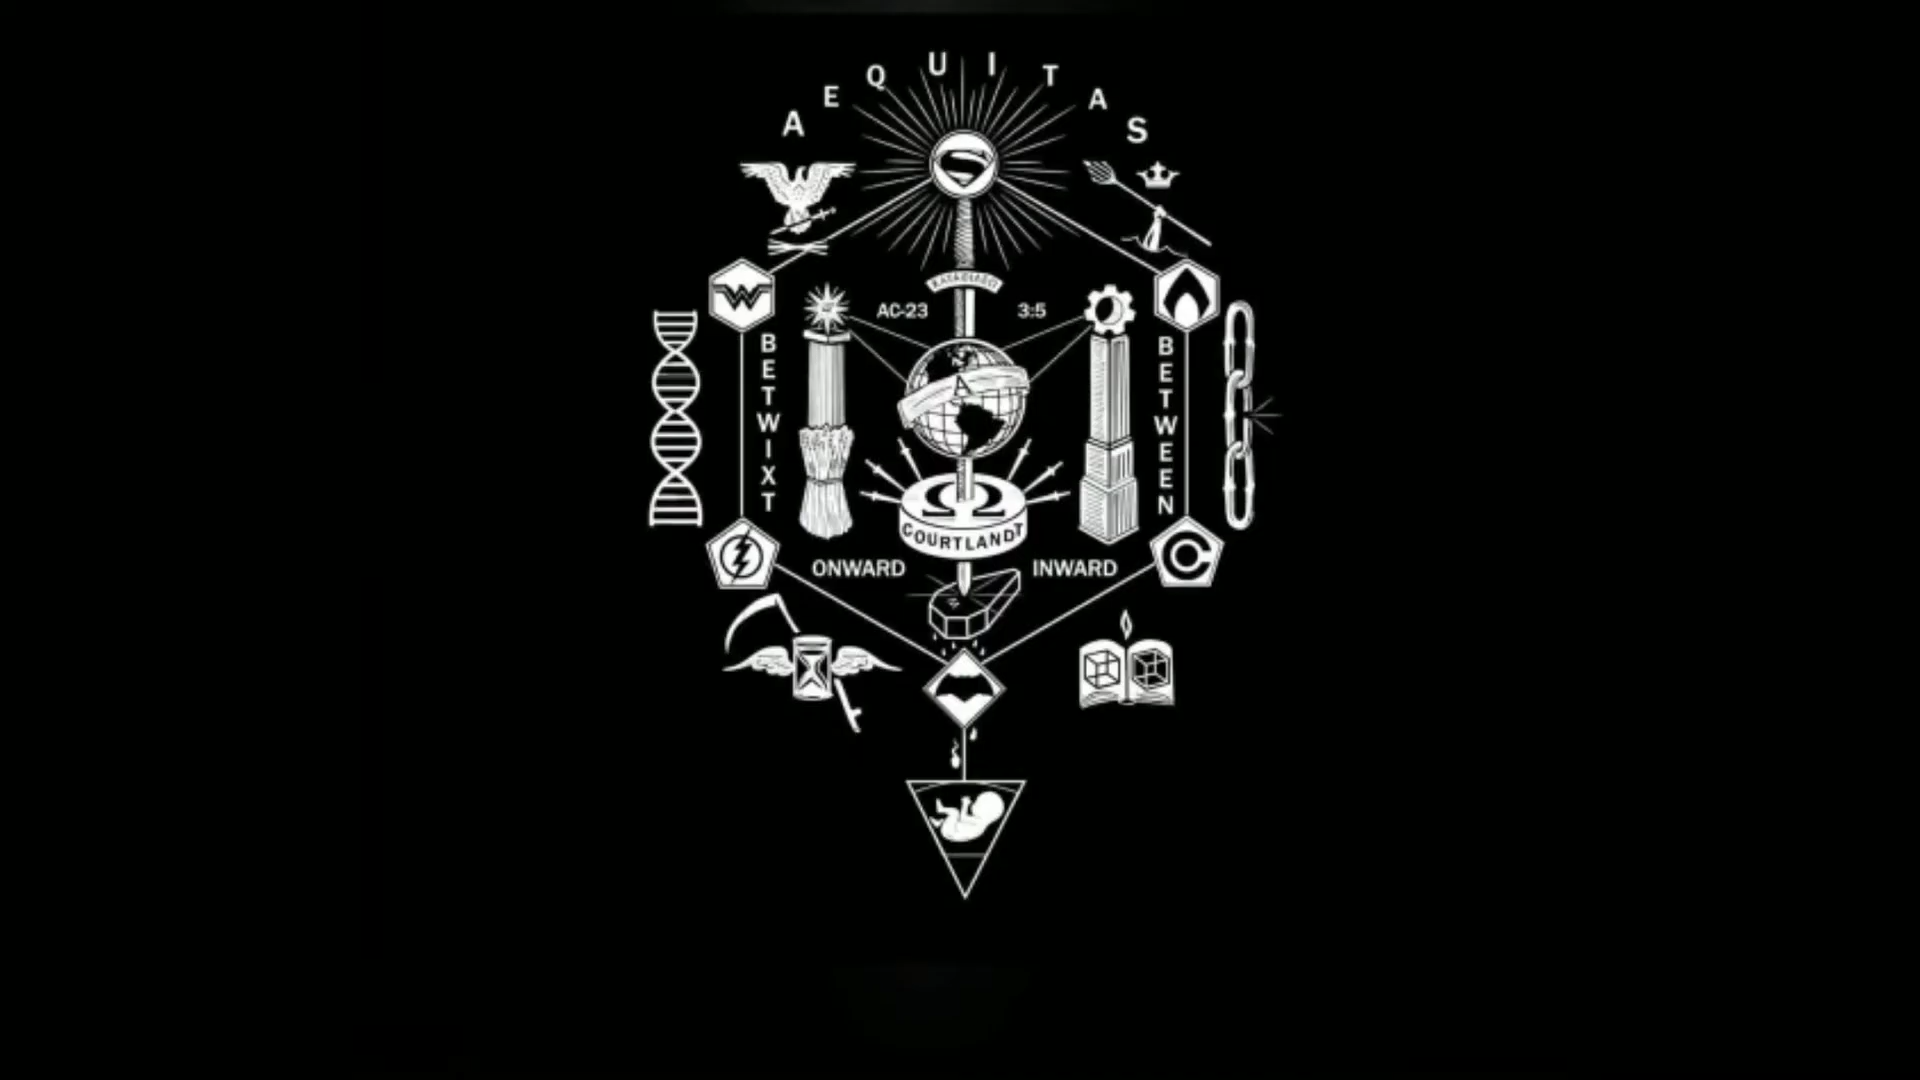 AEQUITAS
AC-23
3:5
BETWIXT
BETWEEN
A
Ω
COURTLANDT
ONWARD
INWARD